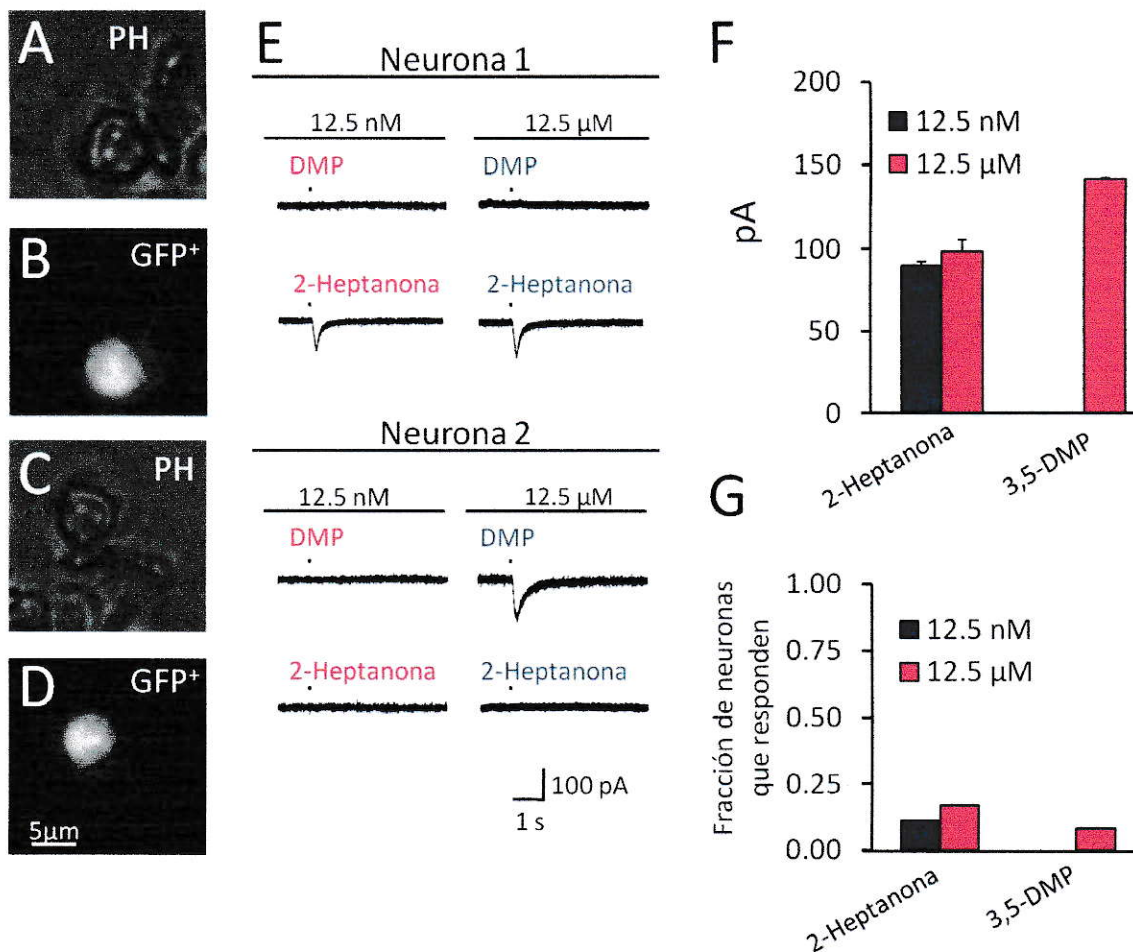 A
PH
B
GFP⁺
C
PH
D
GFP⁺
5µm
E
Neurona 1
12.5 nM
12.5 µM
DMP
DMP
2-Heptanona
2-Heptanona
Neurona 2
12.5 nM
12.5 µM
DMP
DMP
2-Heptanona
2-Heptanona
100 pA
1 s
F
200
150
100
50
0
pA
12.5 nM
12.5 µM
2-Heptanona
3,5-DMP
G
1.00
0.75
0.50
0.25
0.00
Fracción de neuronas
que responden
12.5 nM
12.5 µM
2-Heptanona
3,5-DMP